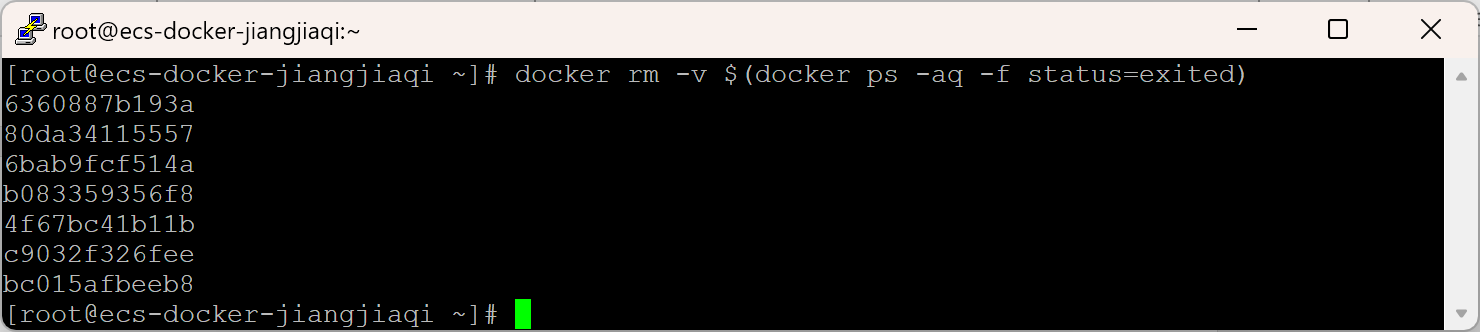 root@ecs-docker-jiangjiaqi:~
[root@ecs-docker-jiangjiaqi ~]# docker rm -v $(docker ps -aq -f status=exited)
6360887b193a
80da34115557
6bab9fcf514a
b083359356f8
4f67bc41b11b
c9032f326fee
bc015afbeeb8
[root@ecs-docker-jiangjiaqi ~]#